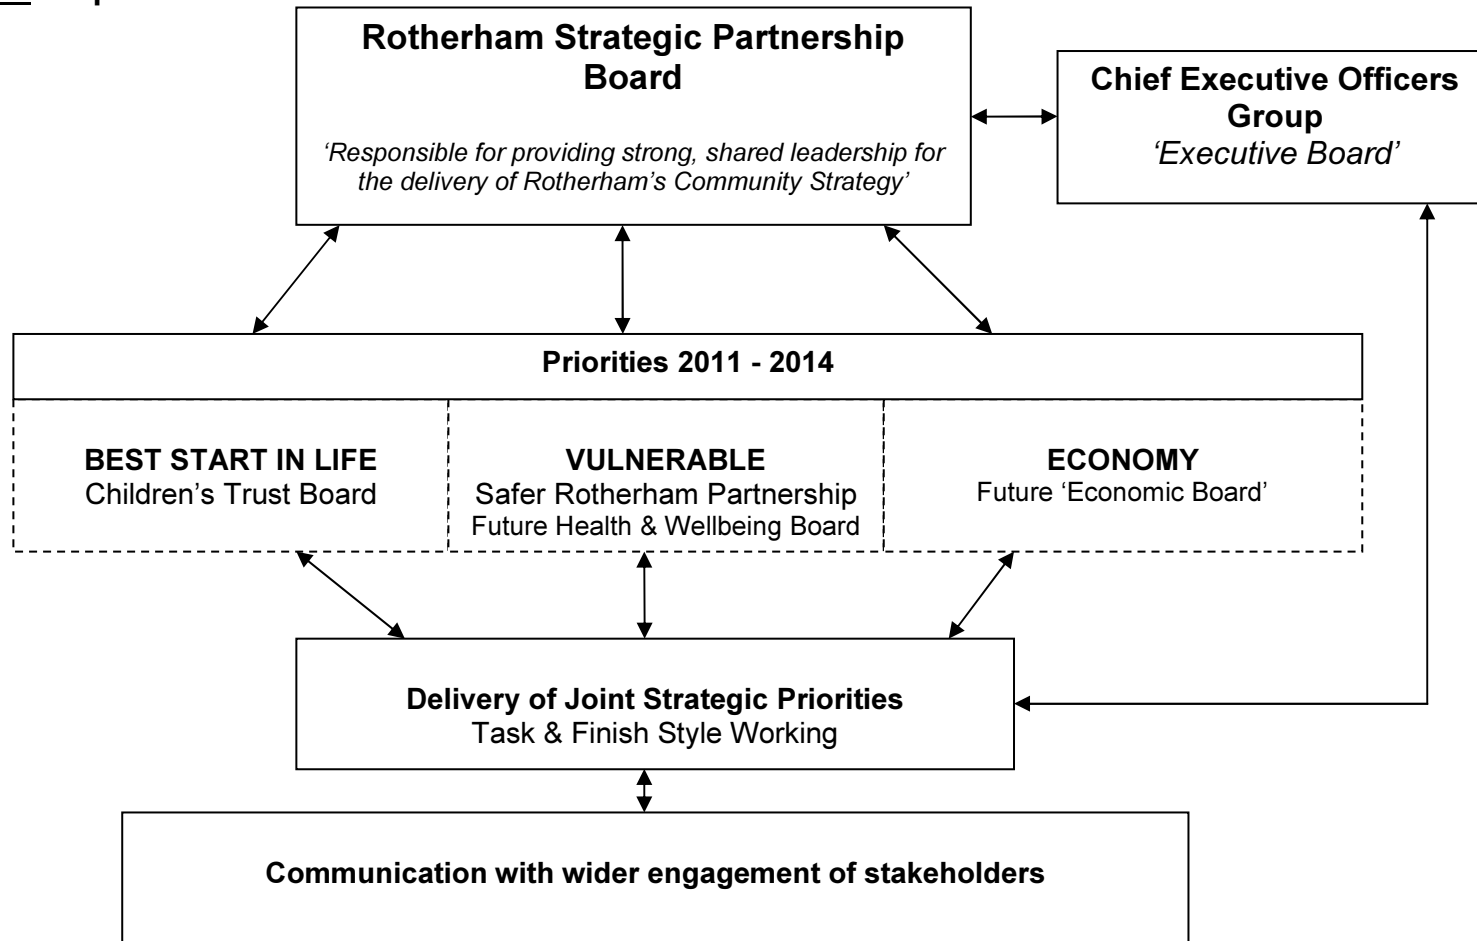 Rotherham Strategic Partnership
Board
‘Responsible for providing strong, shared leadership for
the delivery of Rotherham’s Community Strategy’
Chief Executive Officers
Group
‘Executive Board’
Priorities 2011 - 2014
BEST START IN LIFE
Children’s Trust Board
VULNERABLE
Safer Rotherham Partnership
Future Health & Wellbeing Board
ECONOMY
Future ‘Economic Board’
Delivery of Joint Strategic Priorities
Task & Finish Style Working
Communication with wider engagement of stakeholders